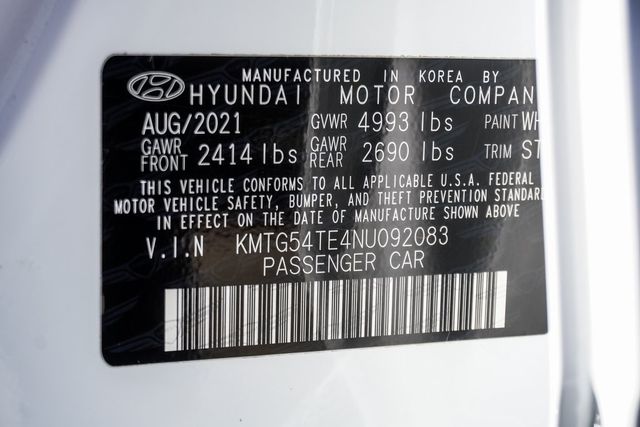 MANUFACTURED IN KOREA BY
HYUNDAI MOTOR COMPAN
AUG/2021 GVWR 4993 lbs PAINT WH
GAWR FRONT 2414 lbs GAWR REAR 2690 lbs TRIM ST
THIS VEHICLE CONFORMS TO ALL APPLICABLE U.S.A. FEDERAL
MOTOR VEHICLE SAFETY, BUMPER, AND THEFT PREVENTION STANDARD
IN EFFECT ON THE DATE OF MANUFACTURE SHOWN ABOVE
V.I.N KMTG54TE4NU092083
PASSENGER CAR